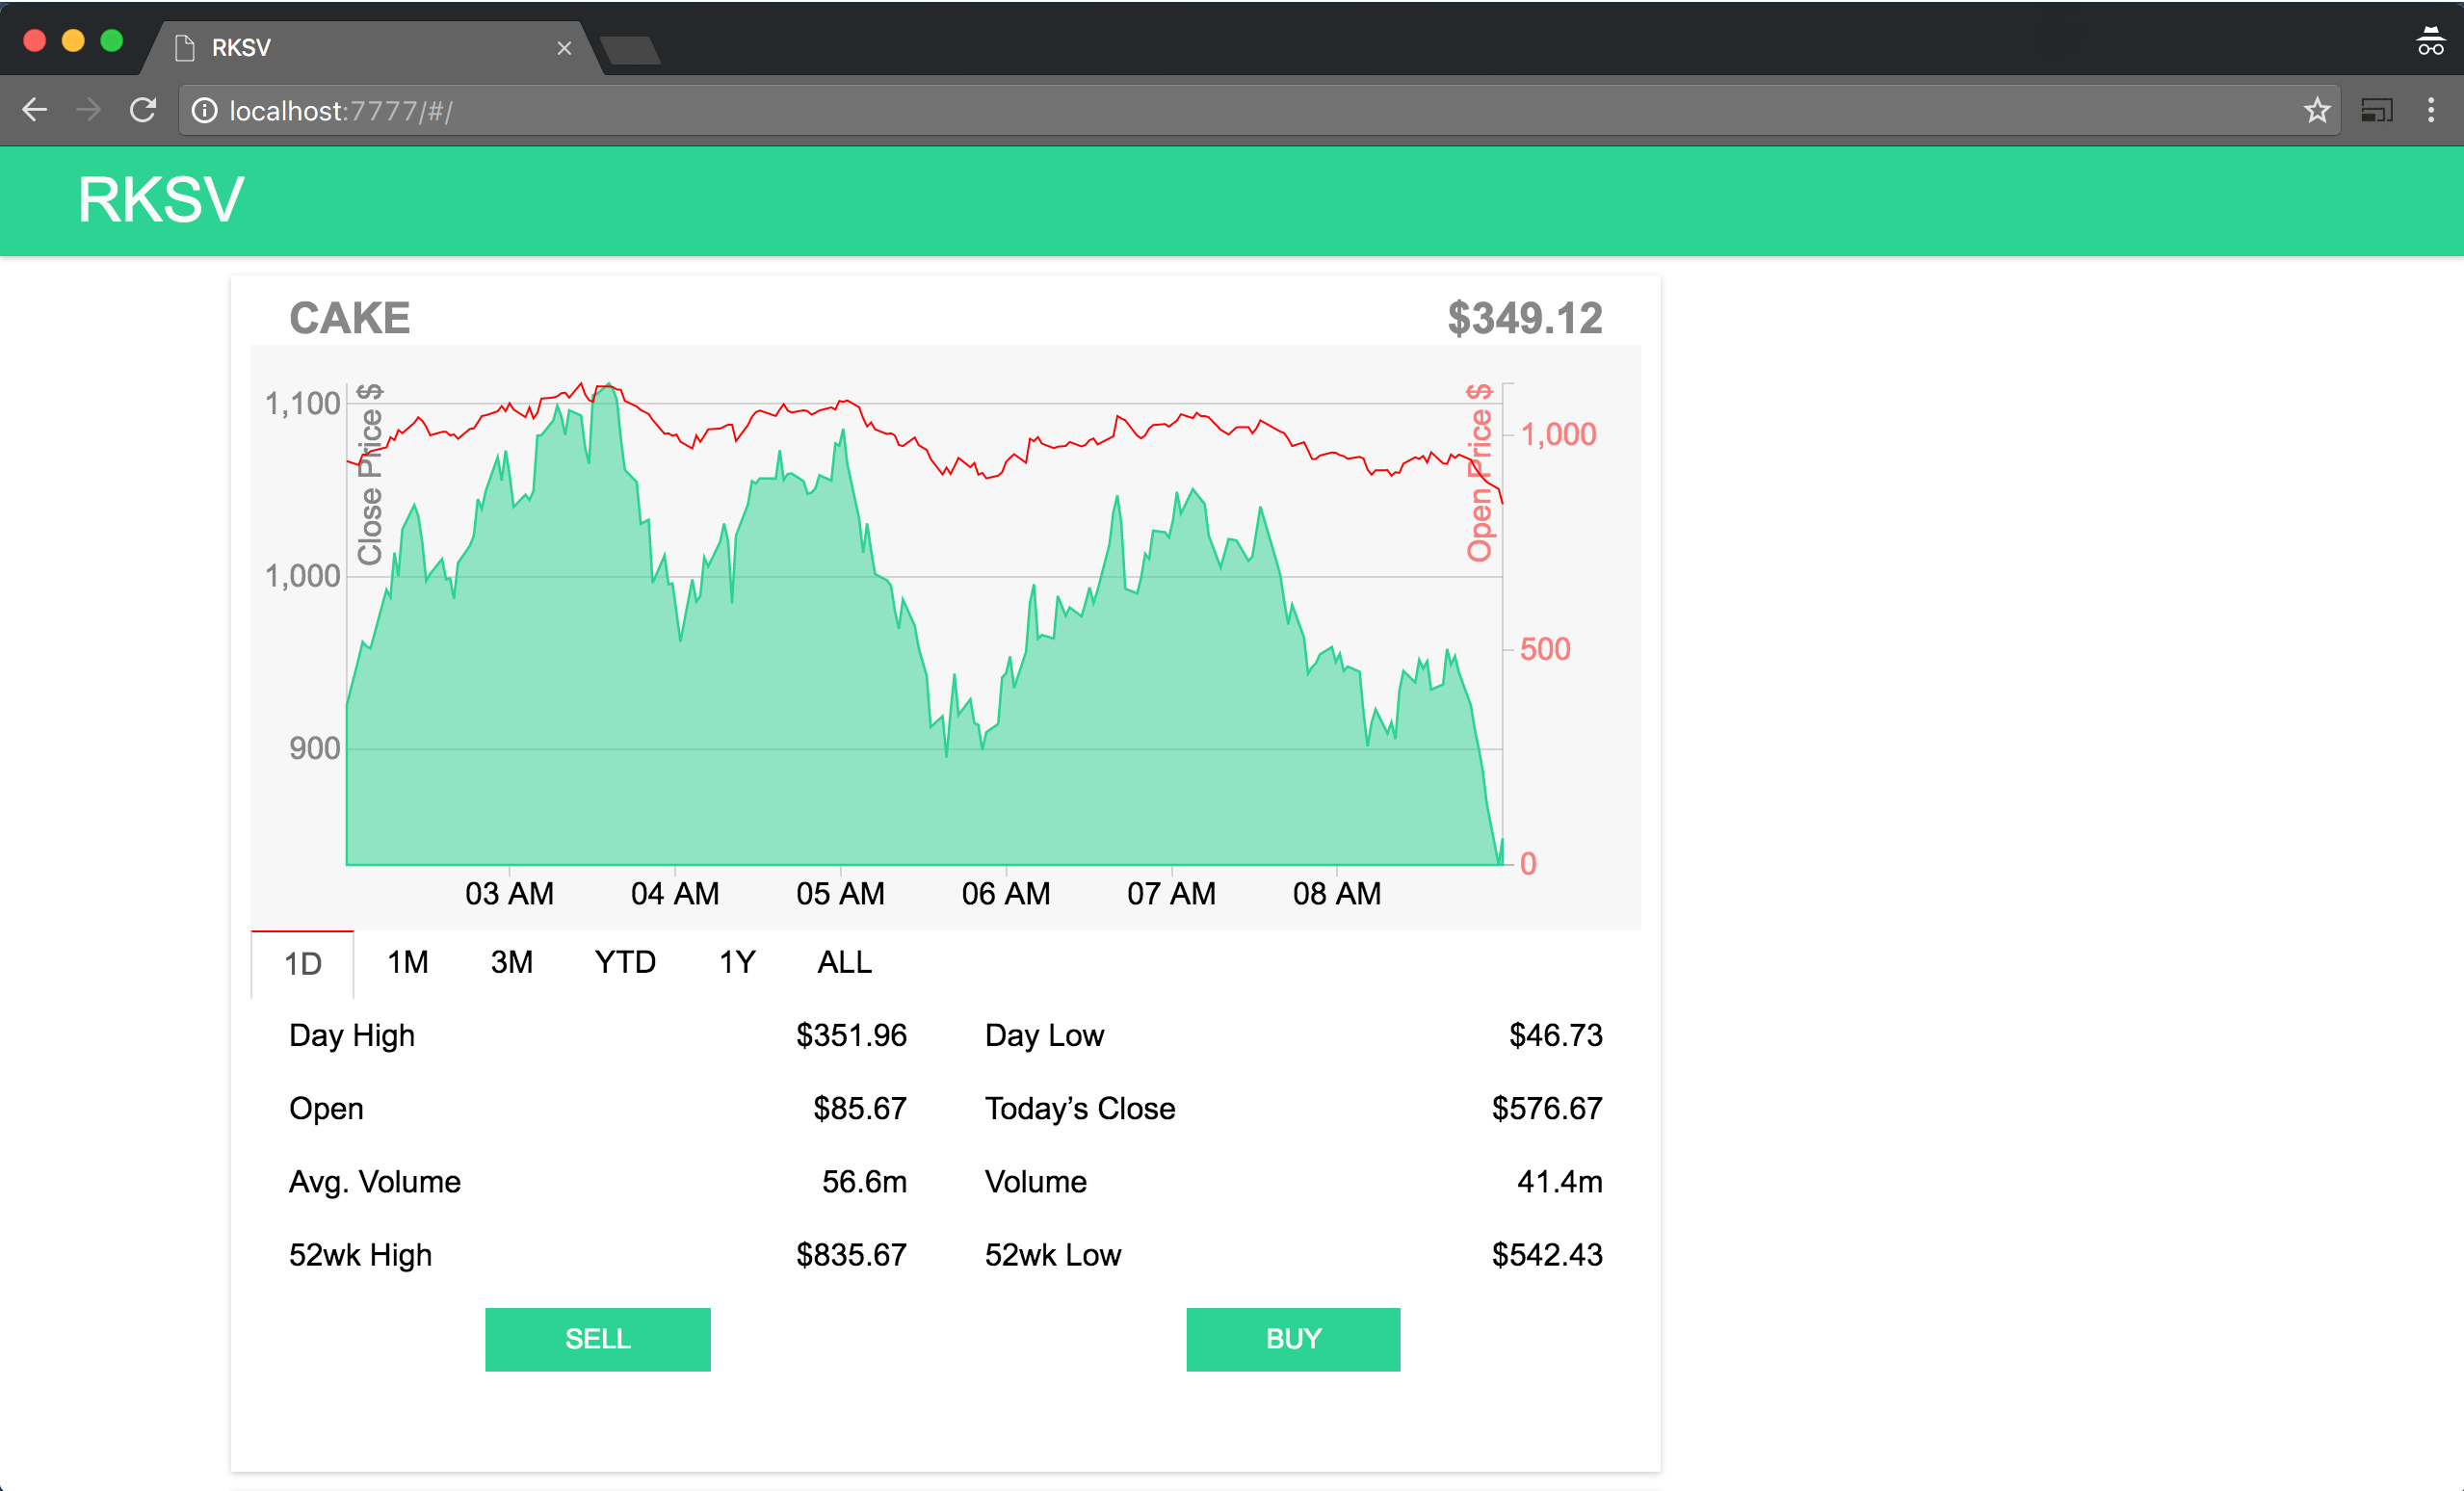 RKSV
localhost:7777/#/
RKSV
CAKE $349.12
Close Price $
Open Price $
1,100
1,000
900
1,000
500
0
03 AM 04 AM 05 AM 06 AM 07 AM 08 AM
1D 1M 3M YTD 1Y ALL
Day High $351.96 Day Low $46.73
Open $85.67 Today’s Close $576.67
Avg. Volume 56.6m Volume 41.4m
52wk High $835.67 52wk Low $542.43
SELL BUY